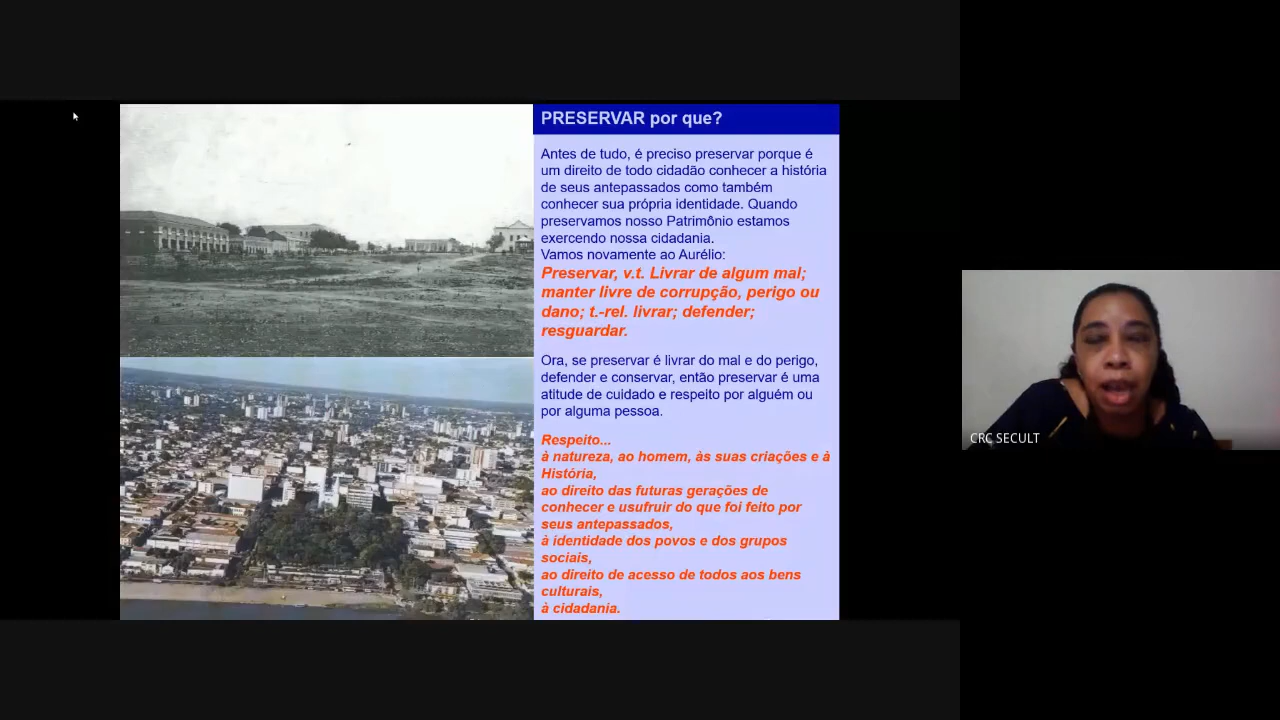 PRESERVAR por que?
Antes de tudo, é preciso preservar porque é
um direito de todo cidadão conhecer a história
de seus antepassados como também
conhecer sua própria identidade. Quando
preservamos nosso Patrimônio estamos
exercendo nossa cidadania.
Vamos novamente ao Aurélio:
Preservar, v.t. Livrar de algum mal;
manter livre de corrupção, perigo ou
dano; t.-rel. livrar; defender;
resguardar.
Ora, se preservar é livrar do mal e do perigo,
defender e conservar, então preservar é uma
atitude de cuidado e respeito por alguém ou
por alguma pessoa.
Respeito...
à natureza, ao homem, às suas criações e à
História,
ao direito das futuras gerações de
conhecer e usufruir do que foi feito por
seus antepassados,
à identidade dos povos e dos grupos
sociais,
ao direito de acesso de todos aos bens
culturais,
à cidadania.
CRC SECULT